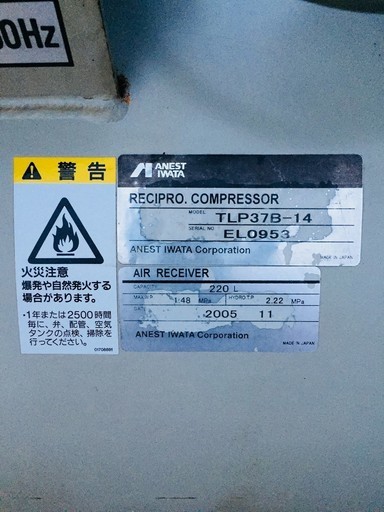 0Hz
警告
火災注意
爆発や自然発火する
場合があります。
・1年または2500時間
毎に、弁、配管、空気
タンクの点検、掃除を
行ってください。
ANEST
IWATA
RECIPRO. COMPRESSOR
MODEL TLP37B-14
SERIAL NO. EL0953
ANEST IWATA Corporation
MADE IN JAPAN
AIR RECEIVER
CAPACITY 220 L
MAX.W.P. 1.48 MPa HYDRO T.P. 2.22 MPa
DATE 2005 11
ANEST IWATA Corporation
MADE IN JAPAN